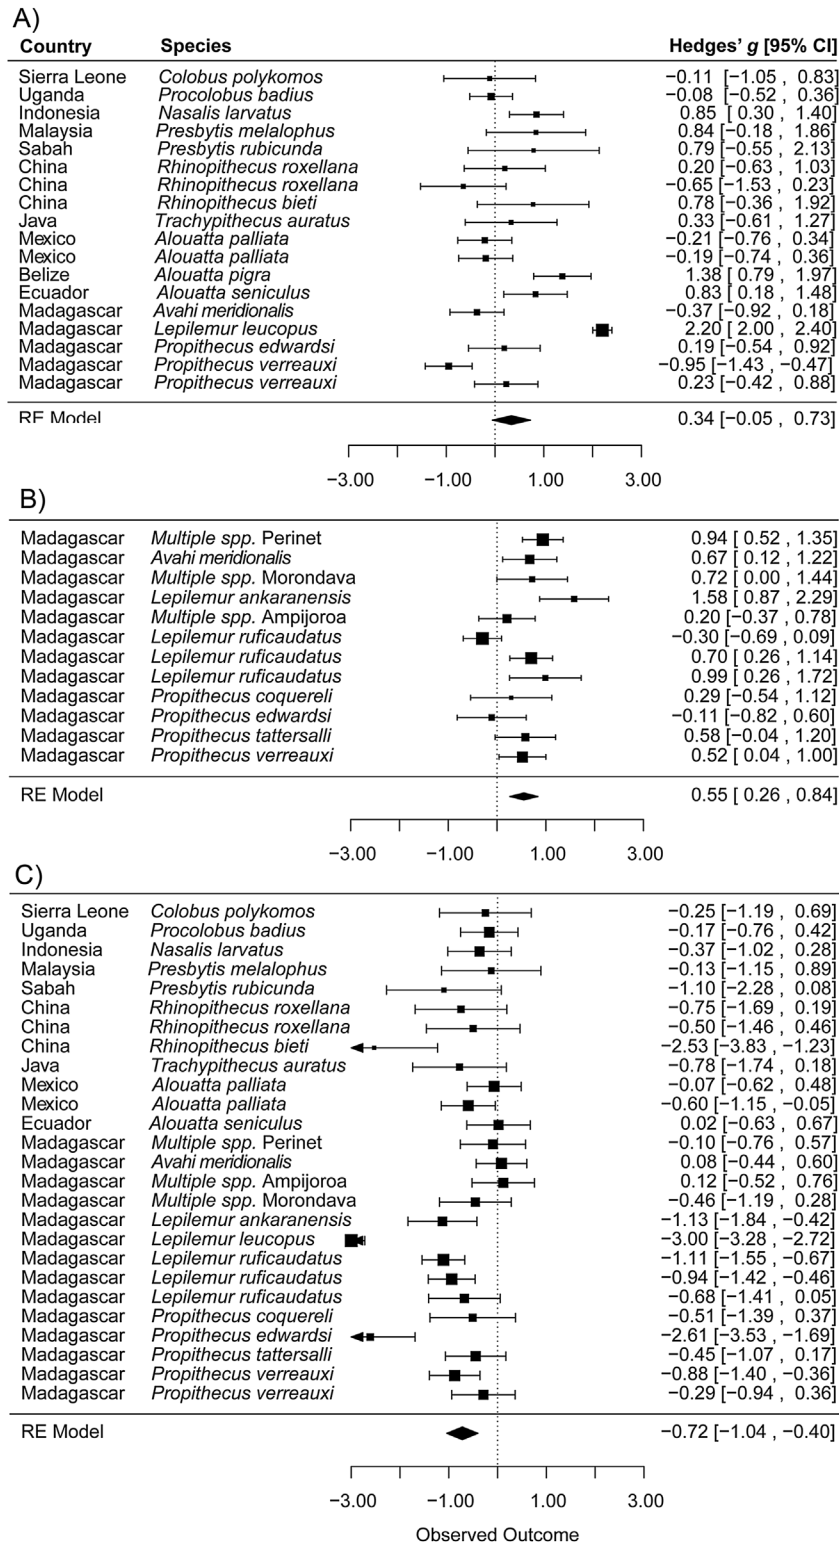 A)
Country Species Hedges’ g [95% CI]
Sierra Leone Colobus polykomos −0.11 [−1.05 , 0.83]
Uganda Procolobus badius −0.08 [−0.52 , 0.36]
Indonesia Nasalis larvatus 0.85 [ 0.30 , 1.40]
Malaysia Presbytis melalophus 0.84 [−0.18 , 1.86]
Sabah Presbytis rubicunda 0.79 [−0.55 , 2.13]
China Rhinopithecus roxellana 0.20 [−0.63 , 1.03]
China Rhinopithecus roxellana −0.65 [−1.53 , 0.23]
China Rhinopithecus bieti 0.78 [−0.36 , 1.92]
Java Trachypithecus auratus 0.33 [−0.61 , 1.27]
Mexico Alouatta palliata −0.21 [−0.76 , 0.34]
Mexico Alouatta palliata −0.19 [−0.74 , 0.36]
Belize Alouatta pigra 1.38 [ 0.79 , 1.97]
Ecuador Alouatta seniculus 0.83 [ 0.18 , 1.48]
Madagascar Avahi meridionalis −0.37 [−0.92 , 0.18]
Madagascar Lepilemur leucopus 2.20 [ 2.00 , 2.40]
Madagascar Propithecus edwardsi 0.19 [−0.54 , 0.92]
Madagascar Propithecus verreauxi −0.95 [−1.43 , −0.47]
Madagascar Propithecus verreauxi 0.23 [−0.42 , 0.88]
RE Model 0.34 [−0.05 , 0.73]
−3.00 −1.00 1.00 3.00
B)
Madagascar Multiple spp. Perinet 0.94 [ 0.52 , 1.35]
Madagascar Avahi meridionalis 0.67 [ 0.12 , 1.22]
Madagascar Multiple spp. Morondava 0.72 [ 0.00 , 1.44]
Madagascar Lepilemur ankaranensis 1.58 [ 0.87 , 2.29]
Madagascar Multiple spp. Ampijoroa 0.20 [−0.37 , 0.78]
Madagascar Lepilemur ruficaudatus −0.30 [−0.69 , 0.09]
Madagascar Lepilemur ruficaudatus 0.70 [ 0.26 , 1.14]
Madagascar Lepilemur ruficaudatus 0.99 [ 0.26 , 1.72]
Madagascar Propithecus coquereli 0.29 [−0.54 , 1.12]
Madagascar Propithecus edwardsi −0.11 [−0.82 , 0.60]
Madagascar Propithecus tattersalli 0.58 [−0.04 , 1.20]
Madagascar Propithecus verreauxi 0.52 [ 0.04 , 1.00]
RE Model 0.55 [ 0.26 , 0.84]
−3.00 −1.00 1.00 3.00
C)
Sierra Leone Colobus polykomos −0.25 [−1.19 , 0.69]
Uganda Procolobus badius −0.17 [−0.76 , 0.42]
Indonesia Nasalis larvatus −0.37 [−1.02 , 0.28]
Malaysia Presbytis melalophus −0.13 [−1.15 , 0.89]
Sabah Presbytis rubicunda −1.10 [−2.28 , 0.08]
China Rhinopithecus roxellana −0.75 [−1.69 , 0.19]
China Rhinopithecus roxellana −0.50 [−1.46 , 0.46]
China Rhinopithecus bieti −2.53 [−3.83 , −1.23]
Java Trachypithecus auratus −0.78 [−1.74 , 0.18]
Mexico Alouatta palliata −0.07 [−0.62 , 0.48]
Mexico Alouatta palliata −0.60 [−1.15 , −0.05]
Ecuador Alouatta seniculus 0.02 [−0.63 , 0.67]
Madagascar Multiple spp. Perinet −0.10 [−0.76 , 0.57]
Madagascar Avahi meridionalis 0.08 [−0.44 , 0.60]
Madagascar Multiple spp. Ampijoroa 0.12 [−0.52 , 0.76]
Madagascar Multiple spp. Morondava −0.46 [−1.19 , 0.28]
Madagascar Lepilemur ankaranensis −1.13 [−1.84 , −0.42]
Madagascar Lepilemur leucopus −3.00 [−3.28 , −2.72]
Madagascar Lepilemur ruficaudatus −1.11 [−1.55 , −0.67]
Madagascar Lepilemur ruficaudatus −0.94 [−1.42 , −0.46]
Madagascar Lepilemur ruficaudatus −0.68 [−1.41 , 0.05]
Madagascar Propithecus coquereli −0.51 [−1.39 , 0.37]
Madagascar Propithecus edwardsi −2.61 [−3.53 , −1.69]
Madagascar Propithecus tattersalli −0.45 [−1.07 , 0.17]
Madagascar Propithecus verreauxi −0.88 [−1.40 , −0.36]
Madagascar Propithecus verreauxi −0.29 [−0.94 , 0.36]
RE Model −0.72 [−1.04 , −0.40]
−3.00 −1.00 1.00 3.00
Observed Outcome